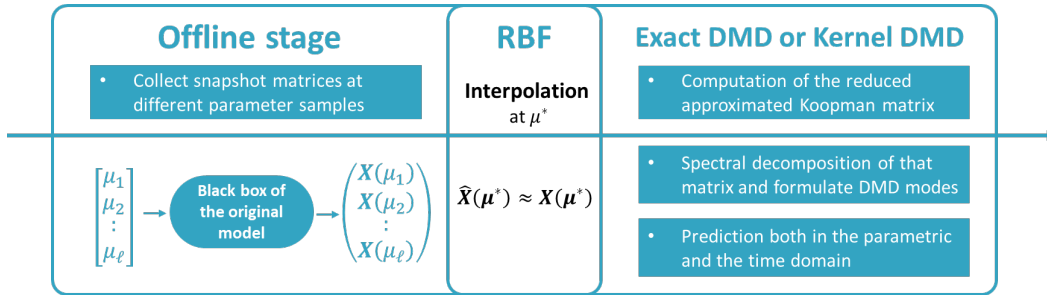 Offline stage
• Collect snapshot matrices at
different parameter samples
μ₁
μ₂
⋮
μ_ℓ
Black box of
the original
model
X(μ₁)
X(μ₂)
⋮
X(μ_ℓ)
RBF
Interpolation
at μ*
X̂(μ*) ≈ X(μ*)
Exact DMD or Kernel DMD
• Computation of the reduced
approximated Koopman matrix
• Spectral decomposition of that
matrix and formulate DMD modes
• Prediction both in the parametric
and the time domain